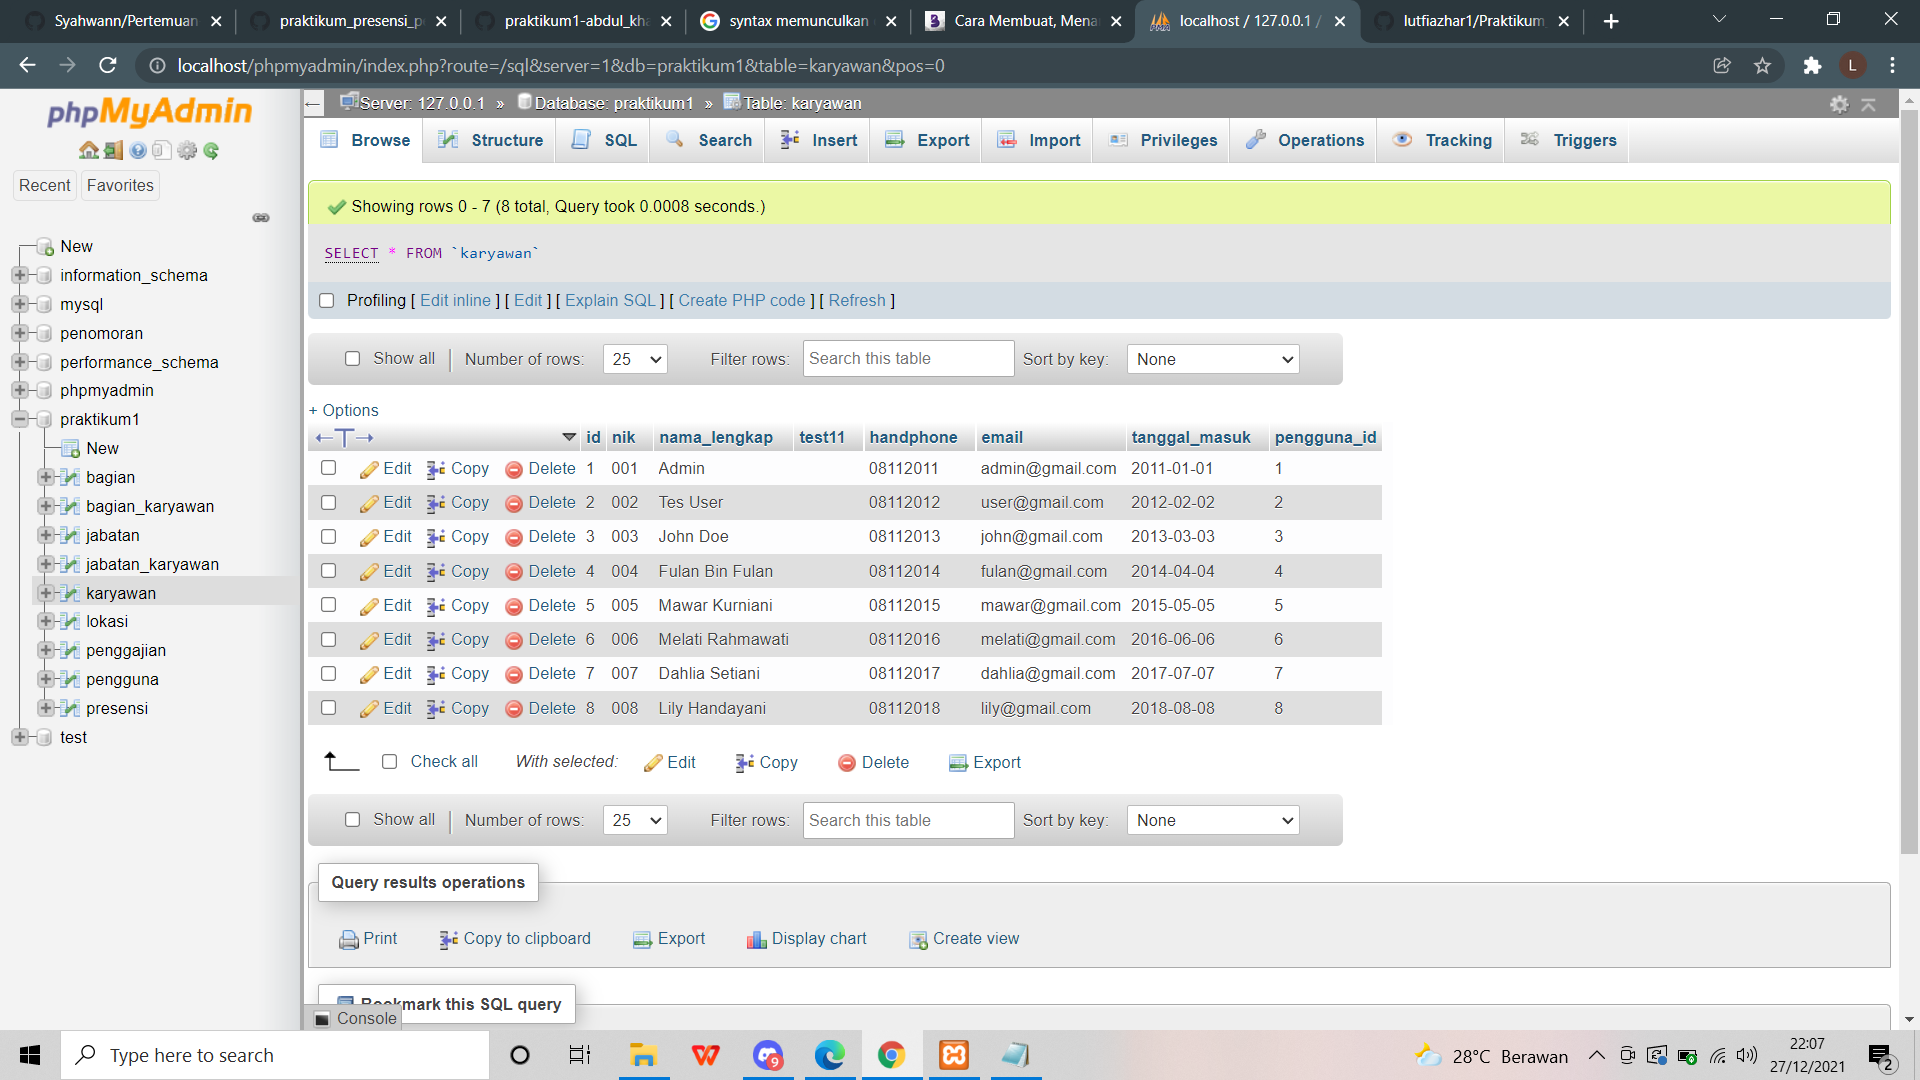 Syahwann/Pertemuan
praktikum_presensi_p
praktikum1-abdul_kha
syntax memunculkan
Cara Membuat, Mena
localhost / 127.0.0.1 /
lutfiazhar1/Praktikum_
localhost/phpmyadmin/index.php?route=/sql&server=1&db=praktikum1&table=karyawan&pos=0
L
phpMyAdmin
Recent Favorites
New
information_schema
mysql
penomoran
performance_schema
phpmyadmin
praktikum1
New
bagian
bagian_karyawan
jabatan
jabatan_karyawan
karyawan
lokasi
penggajian
pengguna
presensi
test
Server: 127.0.0.1 » Database: praktikum1 » Table: karyawan
Browse Structure SQL Search Insert Export Import Privileges Operations Tracking Triggers
Showing rows 0 - 7 (8 total, Query took 0.0008 seconds.)
SELECT * FROM `karyawan`
Profiling [ Edit inline ] [ Edit ] [ Explain SQL ] [ Create PHP code ] [ Refresh ]
Show all | Number of rows: 25 Filter rows: Search this table Sort by key: None
+ Options
id nik nama_lengkap test11 handphone email tanggal_masuk pengguna_id
Edit Copy Delete 1 001 Admin 08112011 admin@gmail.com 2011-01-01 1
Edit Copy Delete 2 002 Tes User 08112012 user@gmail.com 2012-02-02 2
Edit Copy Delete 3 003 John Doe 08112013 john@gmail.com 2013-03-03 3
Edit Copy Delete 4 004 Fulan Bin Fulan 08112014 fulan@gmail.com 2014-04-04 4
Edit Copy Delete 5 005 Mawar Kurniani 08112015 mawar@gmail.com 2015-05-05 5
Edit Copy Delete 6 006 Melati Rahmawati 08112016 melati@gmail.com 2016-06-06 6
Edit Copy Delete 7 007 Dahlia Setiani 08112017 dahlia@gmail.com 2017-07-07 7
Edit Copy Delete 8 008 Lily Handayani 08112018 lily@gmail.com 2018-08-08 8
Check all With selected: Edit Copy Delete Export
Show all | Number of rows: 25 Filter rows: Search this table Sort by key: None
Query results operations
Print Copy to clipboard Export Display chart Create view
Bookmark this SQL query
Console
Type here to search
9
28°C Berawan
22:07
27/12/2021
2